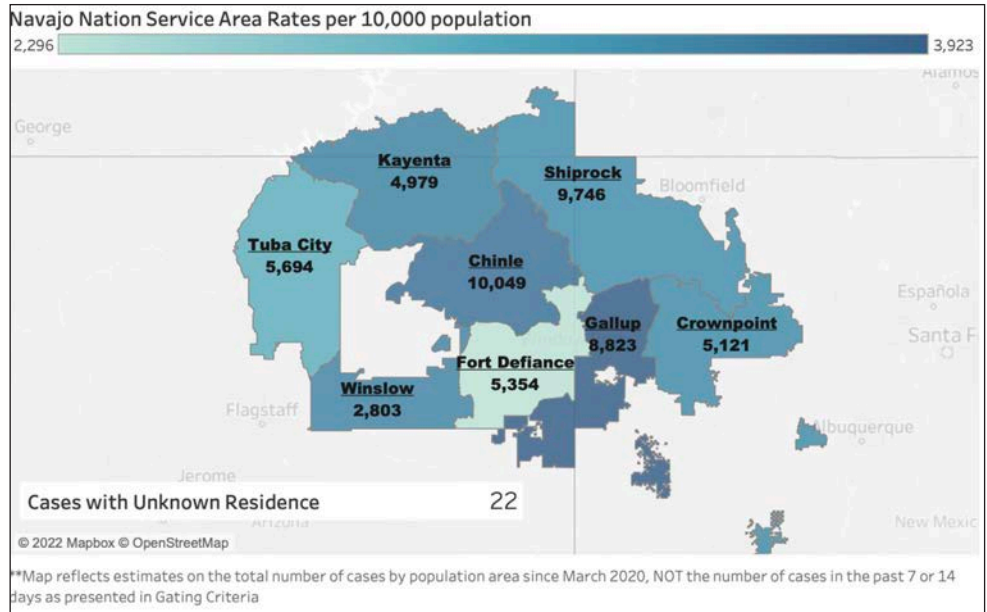 Navajo Nation Service Area Rates per 10,000 population
2,296
3,923
Alamos
George
Kayenta
4,979
Shiprock
9,746
Bloomfield
Tuba City
5,694
Chinle
10,049
Española
Gallup
8,823
Crownpoint
5,121
Santa F
Fort Defiance
5,354
Winslow
2,803
Flagstaff
Albuquerque
Jerome
Cases with Unknown Residence 22
Arizona
New Mexic
© 2022 Mapbox © OpenStreetMap
**Map reflects estimates on the total number of cases by population area since March 2020, NOT the number of cases in the past 7 or 14
days as presented in Gating Criteria